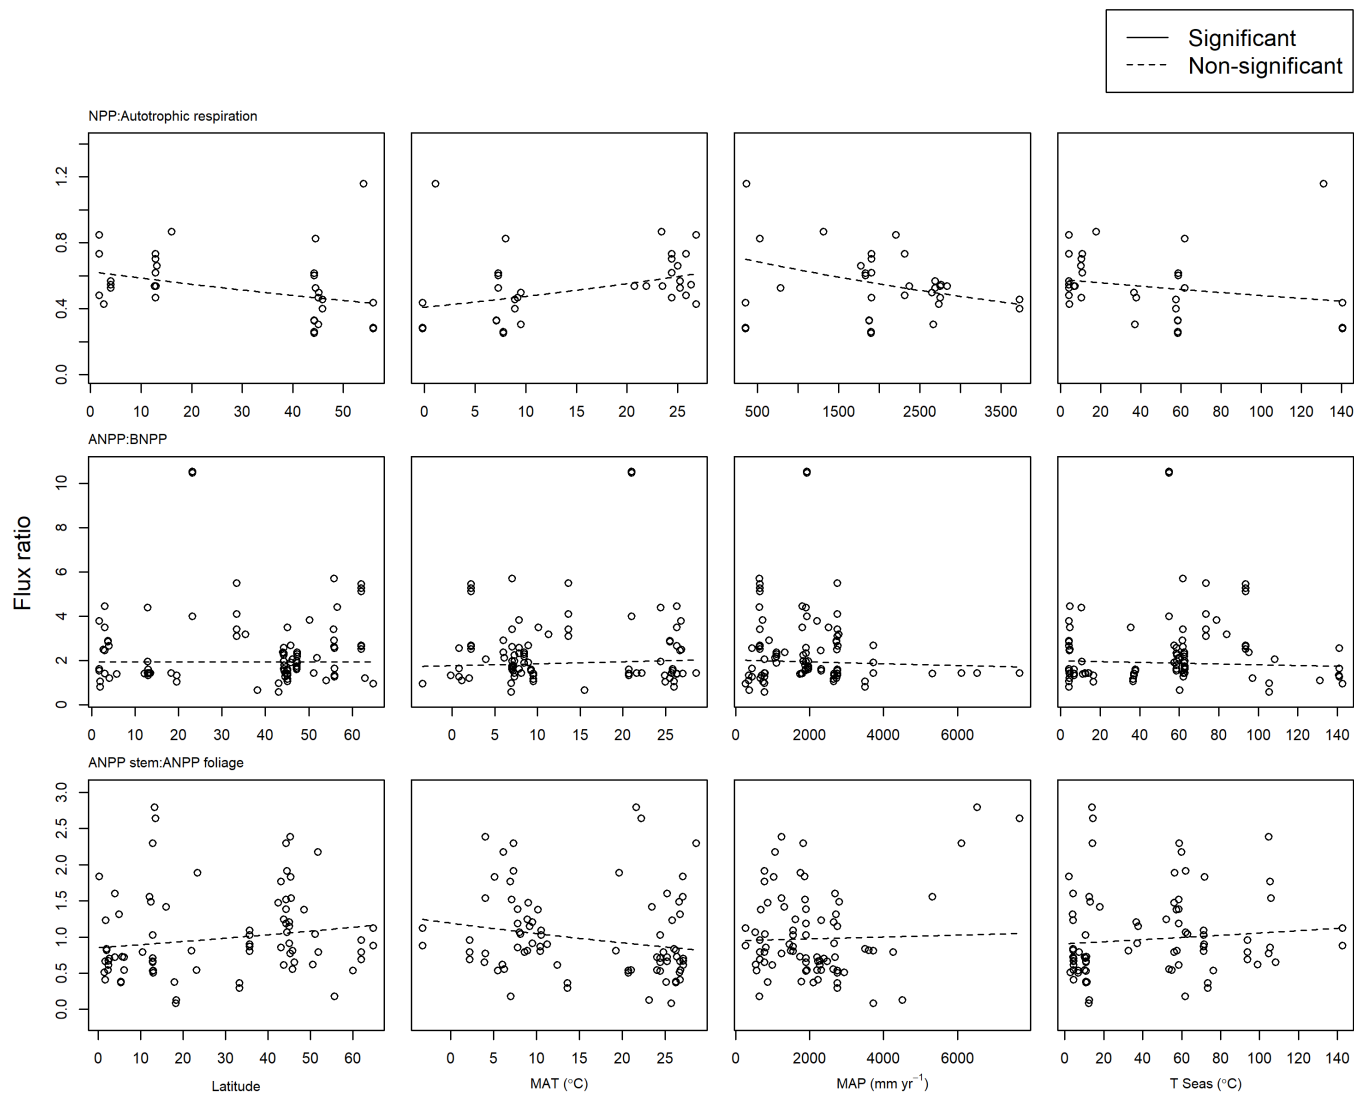 Significant
Non-significant
NPP:Autotrophic respiration
0.0 0.4 0.8 1.2
0 10 20 30 40 50
0 5 10 15 20 25
500 1500 2500 3500
0 20 40 60 80 100 120 140
ANPP:BNPP
Flux ratio
0 2 4 6 8 10
0 10 20 30 40 50 60
0 5 10 15 20 25
0 2000 4000 6000
0 20 40 60 80 100 120 140
ANPP stem:ANPP foliage
0.0 0.5 1.0 1.5 2.0 2.5 3.0
0 10 20 30 40 50 60
0 5 10 15 20 25
0 2000 4000 6000
0 20 40 60 80 100 120 140
Latitude
MAT (°C)
MAP (mm yr⁻¹)
T Seas (°C)